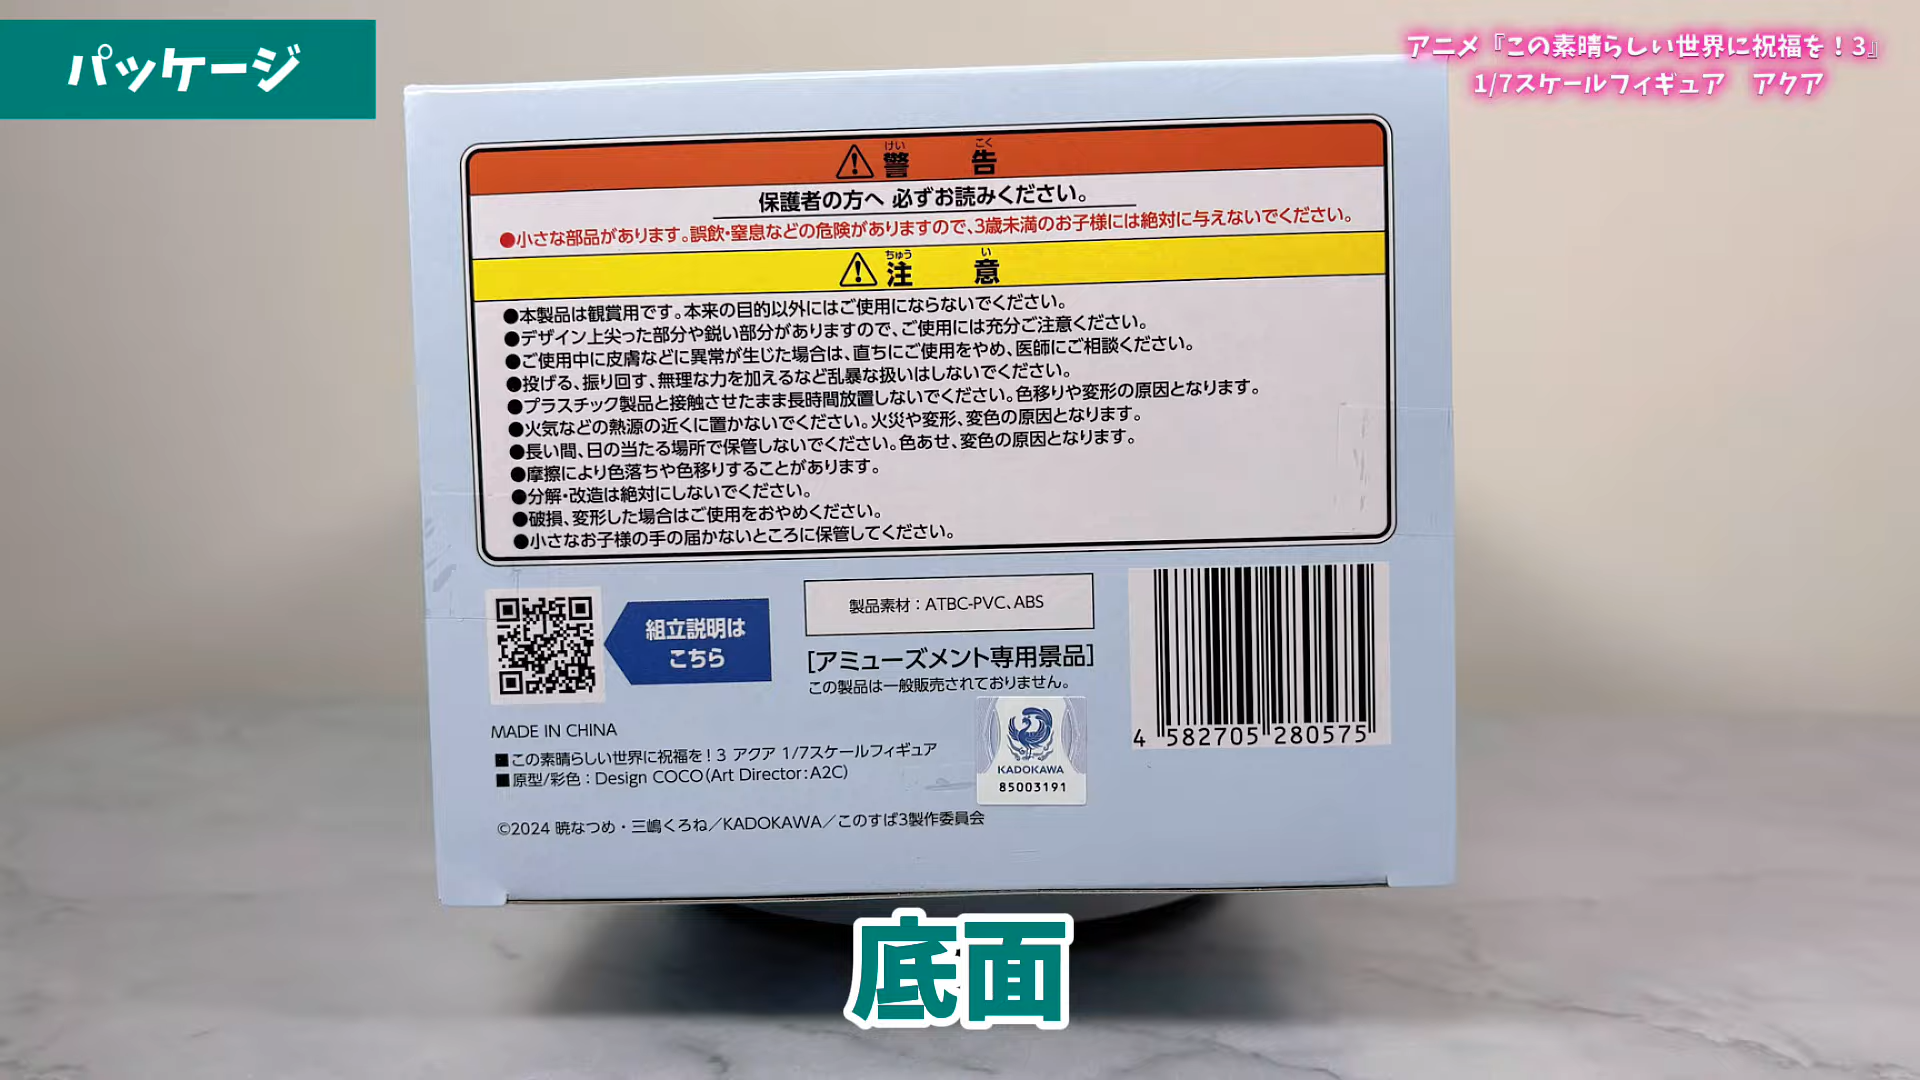 パッケージ
アニメ『この素晴らしい世界に祝福を！3』
1/7スケールフィギュア　アクア
けい　こく
⚠警　告
保護者の方へ 必ずお読みください。
●小さな部品があります。誤飲・窒息などの危険がありますので、3歳未満のお子様には絶対に与えないでください。
ちゅう　い
⚠注　意
●本製品は観賞用です。本来の目的以外にはご使用にならないでください。
●デザイン上尖った部分や鋭い部分がありますので、ご使用には充分ご注意ください。
●ご使用中に皮膚などに異常が生じた場合は、直ちにご使用をやめ、医師にご相談ください。
●投げる、振り回す、無理な力を加えるなど乱暴な扱いはしないでください。
●プラスチック製品と接触させたまま長時間放置しないでください。色移りや変形の原因となります。
●火気などの熱源の近くに置かないでください。火災や変形、変色の原因となります。
●長い間、日の当たる場所で保管しないでください。色あせ、変色の原因となります。
●摩擦により色落ちや色移りすることがあります。
●分解・改造は絶対にしないでください。
●破損、変形した場合はご使用をおやめください。
●小さなお子様の手の届かないところに保管してください。
組立説明は
こちら
製品素材：ATBC-PVC、ABS
[アミューズメント専用景品]
この製品は一般販売されておりません。
4 582705 280575
MADE IN CHINA
■この素晴らしい世界に祝福を！3 アクア 1/7スケールフィギュア
■原型/彩色：Design COCO（Art Director：A2C）
KADOKAWA
85003191
©2024 暁なつめ・三嶋くろね／KADOKAWA／このすば3製作委員会
底面